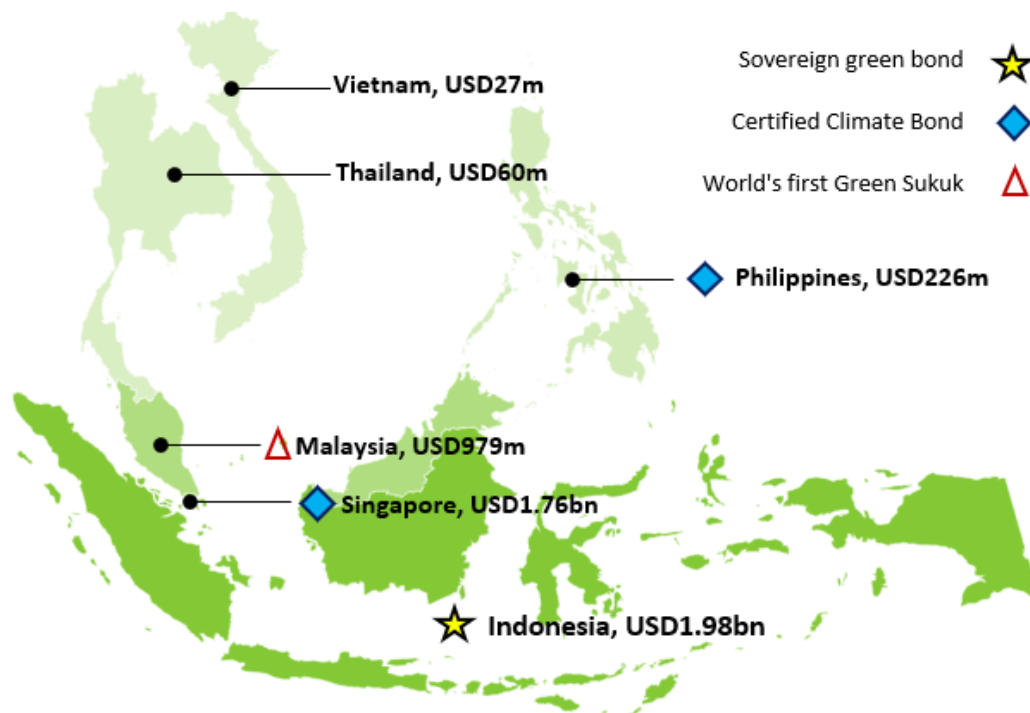 Sovereign green bond
Vietnam, USD27m
Certified Climate Bond
Thailand, USD60m
World's first Green Sukuk
Philippines, USD226m
Malaysia, USD979m
Singapore, USD1.76bn
Indonesia, USD1.98bn